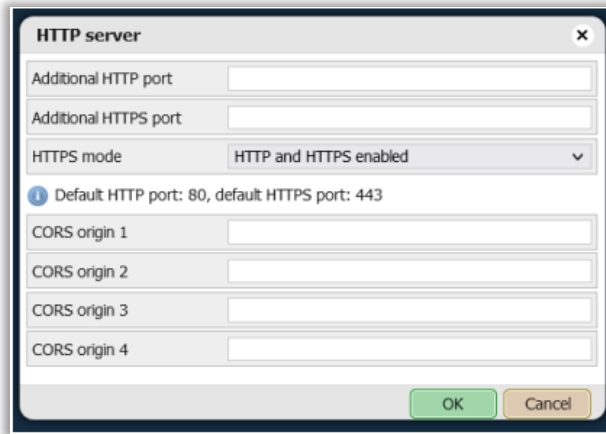 HTTP server
Additional HTTP port
Additional HTTPS port
HTTPS mode HTTP and HTTPS enabled
Default HTTP port: 80, default HTTPS port: 443
CORS origin 1
CORS origin 2
CORS origin 3
CORS origin 4
OK Cancel